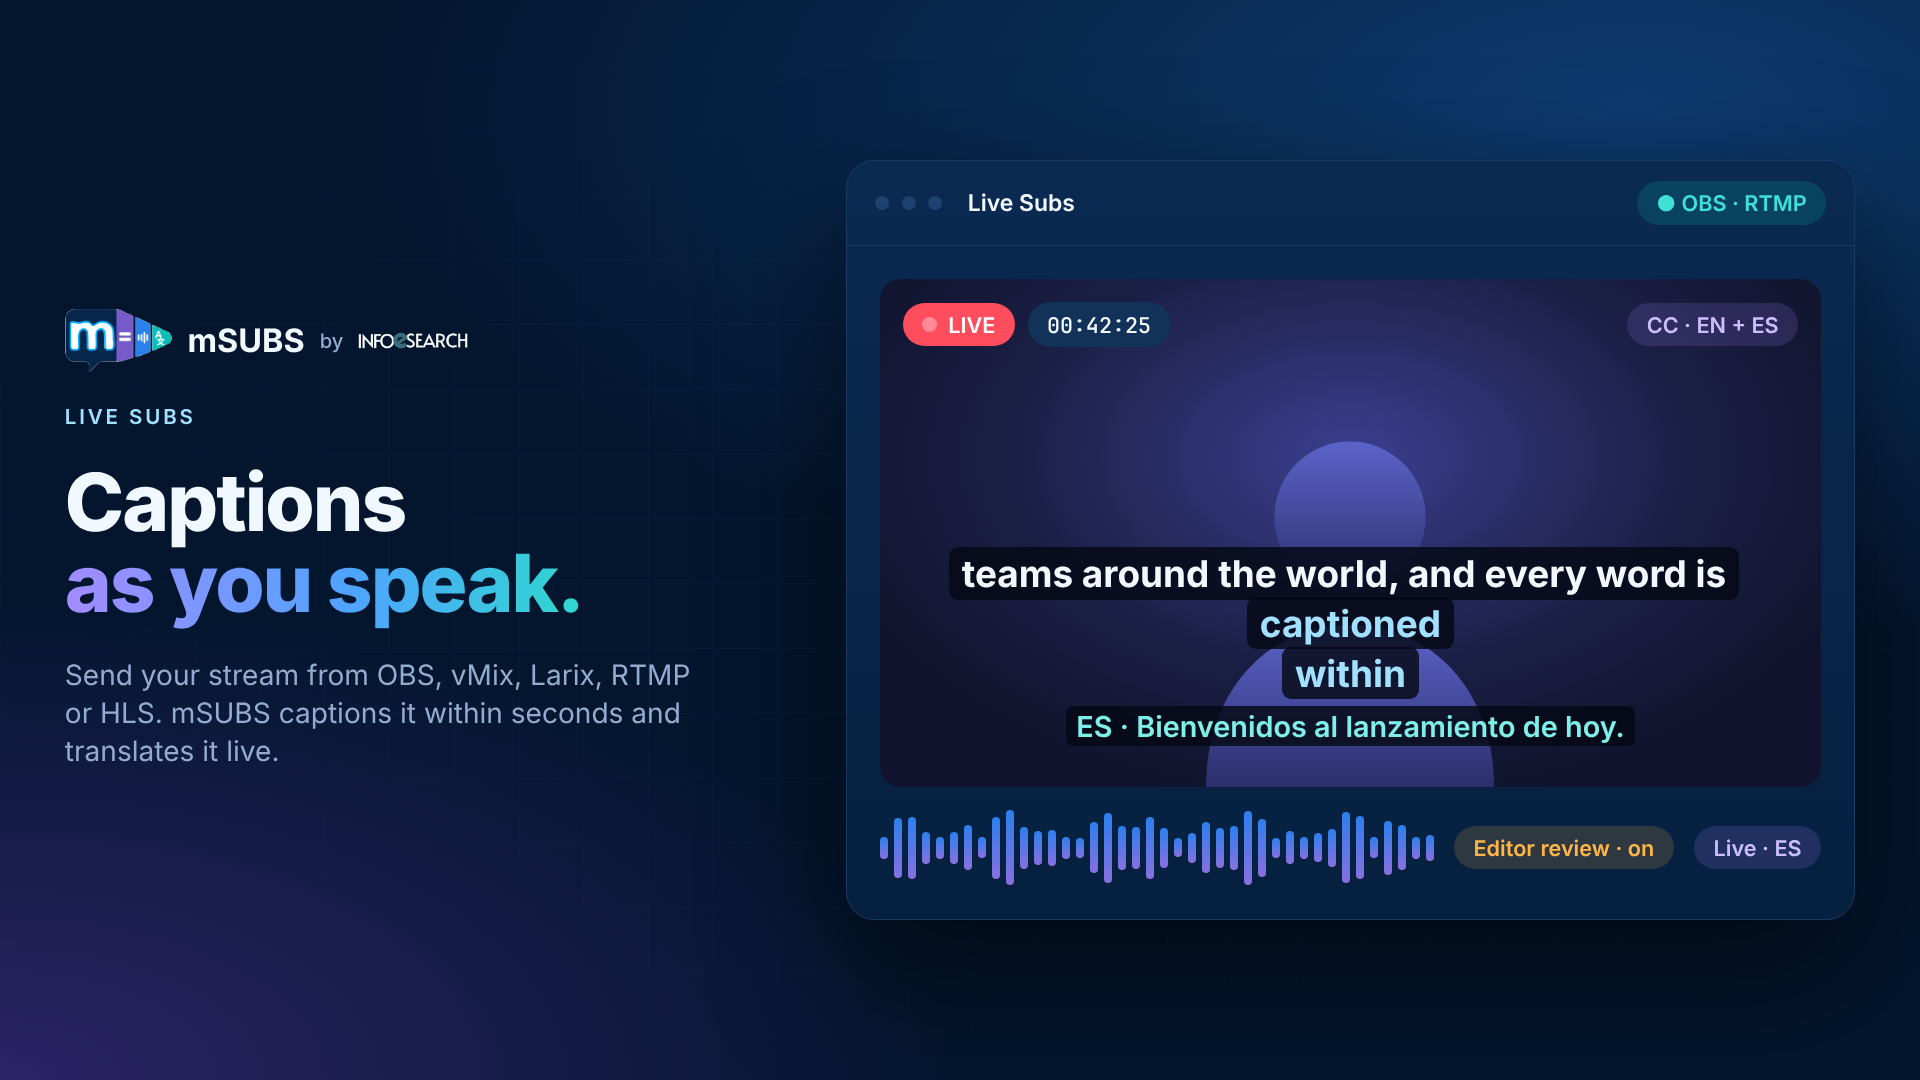 m
mSUBS by INFOeSEARCH
LIVE SUBS
Captions
as you speak.
Send your stream from OBS, vMix, Larix, RTMP
or HLS. mSUBS captions it within seconds and
translates it live.
Live Subs
OBS · RTMP
LIVE
00:42:25
CC · EN + ES
teams around the world, and every word is
captioned
within
ES · Bienvenidos al lanzamiento de hoy.
Editor review · on
Live · ES